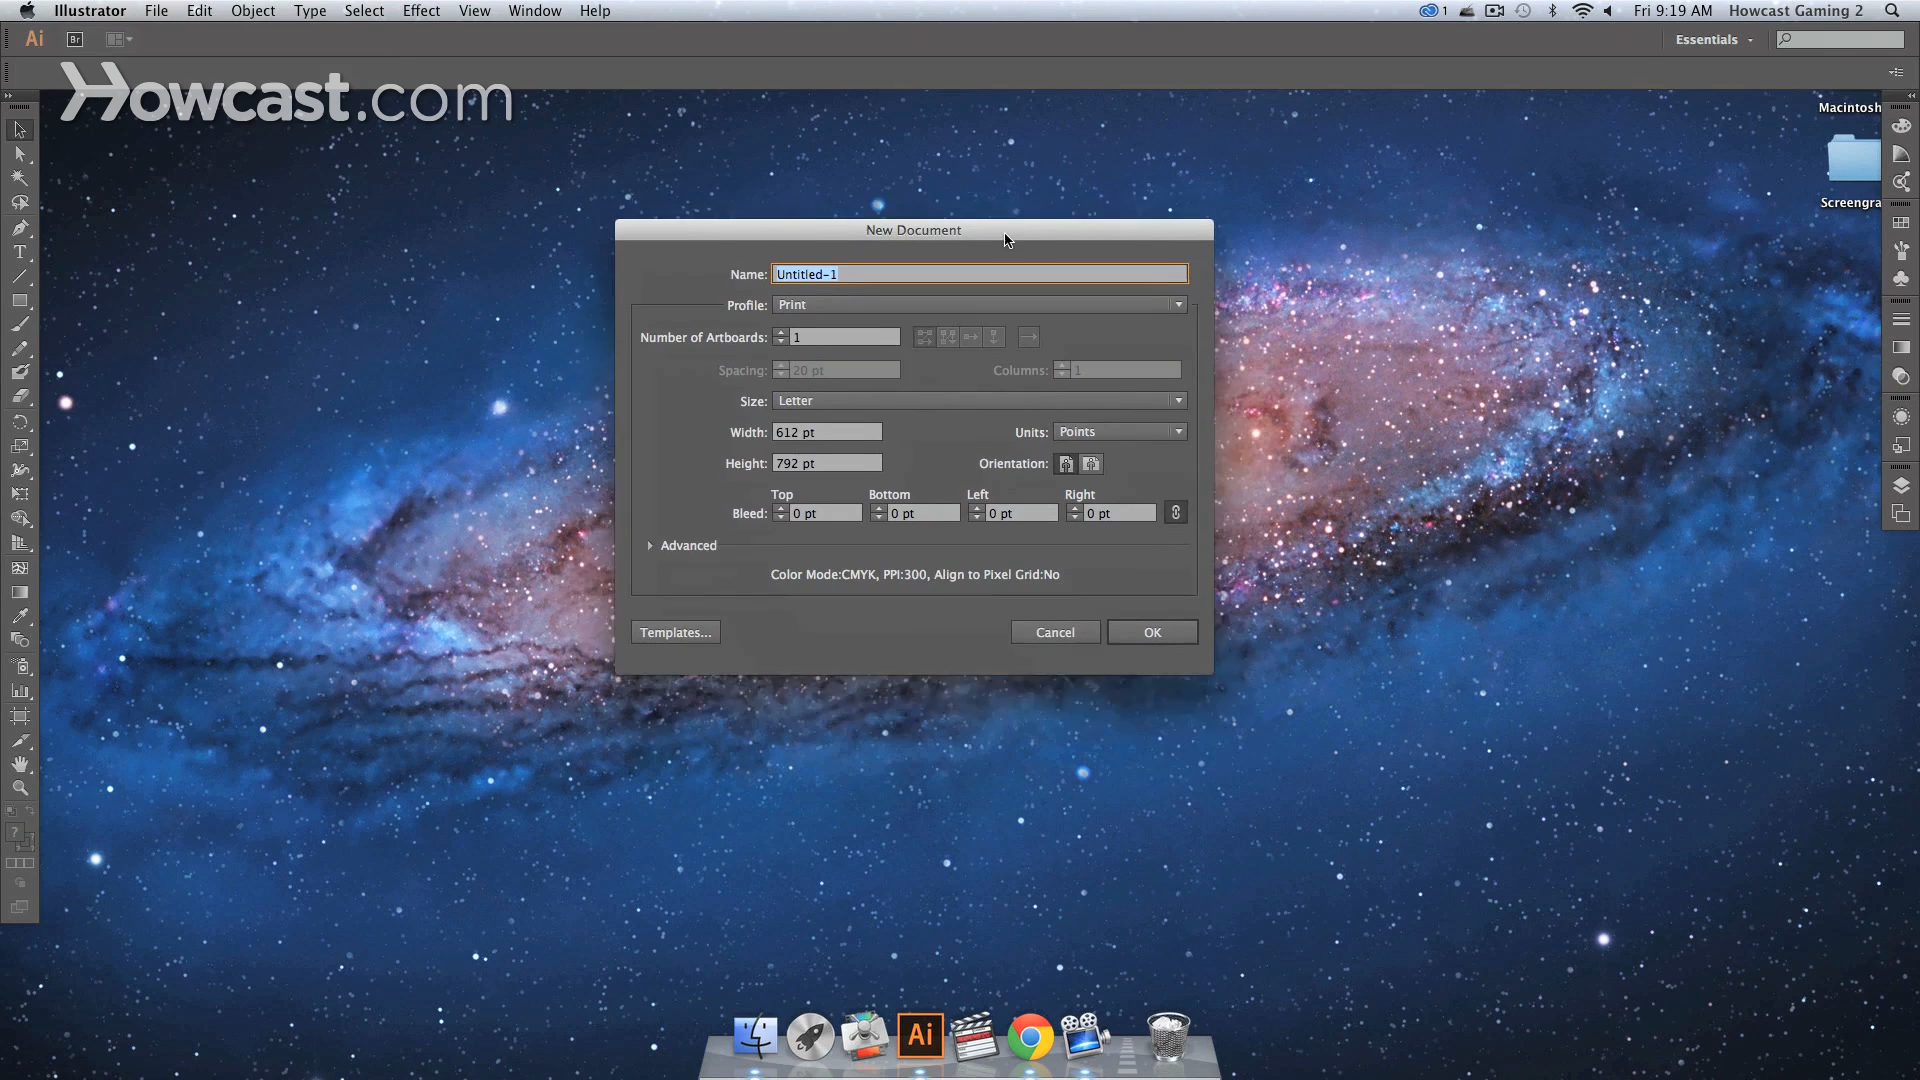 Illustrator File Edit Object Type Select Effect View Window Help
1 Fri 9:19 AM Howcast Gaming 2
Ai Br Essentials
Howcast.com
Macintosh
Screengra
New Document
Name: Untitled-1
Profile: Print
Number of Artboards: 1
Spacing: 20 pt Columns: 1
Size: Letter
Width: 612 pt Units: Points
Height: 792 pt Orientation:
Top Bottom Left Right
Bleed: 0 pt 0 pt 0 pt 0 pt
Advanced
Color Mode:CMYK, PPI:300, Align to Pixel Grid:No
Templates... Cancel OK
T
?
Ai